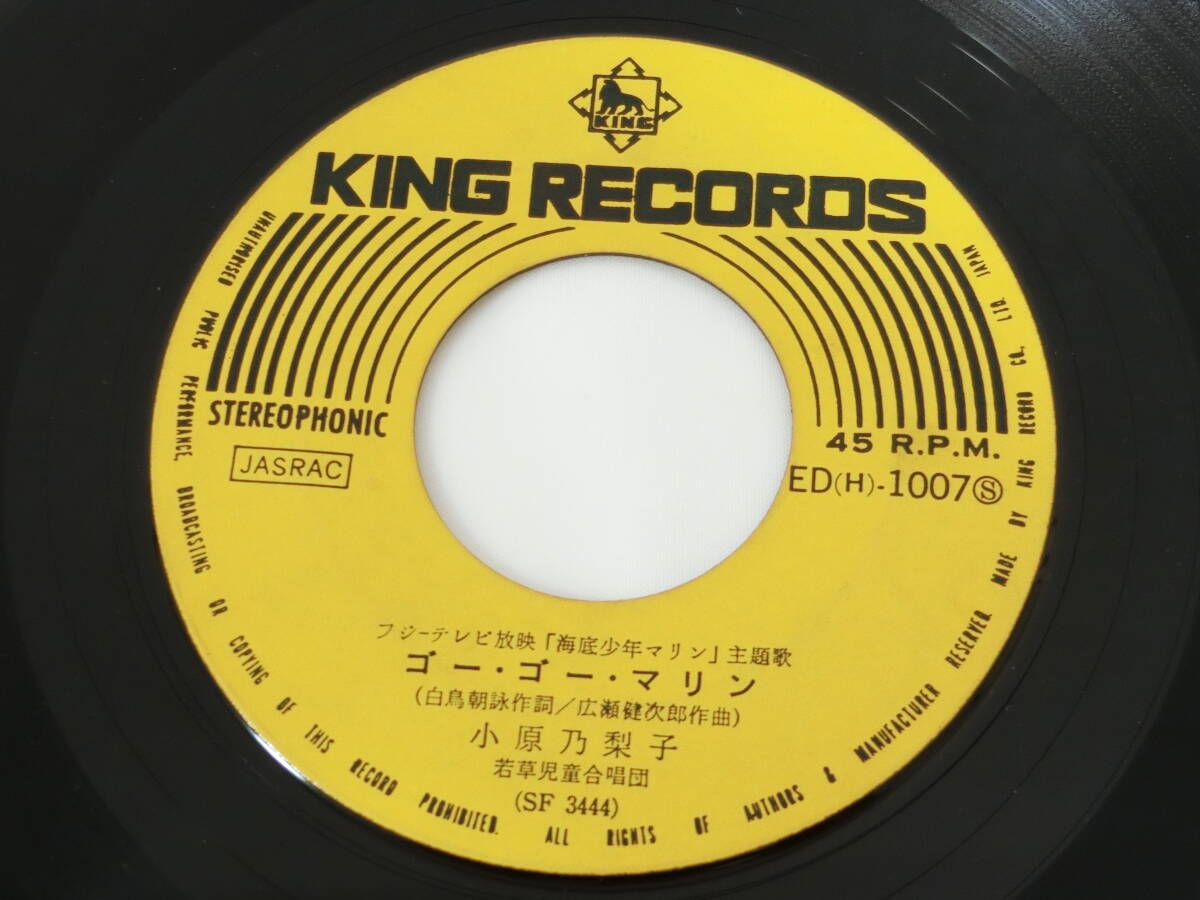 KING
KING RECORDS
STEREOPHONIC
JASRAC
45 R.P.M.
ED(H)-1007Ⓢ
フジーテレビ放映「海底少年マリン」主題歌
ゴー・ゴー・マリン
(白鳥朝詠作詞/広瀬健次郎作曲)
小原乃梨子
若草児童合唱団
(SF 3444)
UNAUTHORISED PUBLIC PERFORMANCE, BROADCASTING OR COPYING OF THIS RECORD PROHIBITED. ALL RIGHTS OF AUTHORS & MANUFACTURER RESERVED. MADE BY KING RECORD CO., LTD. JAPAN